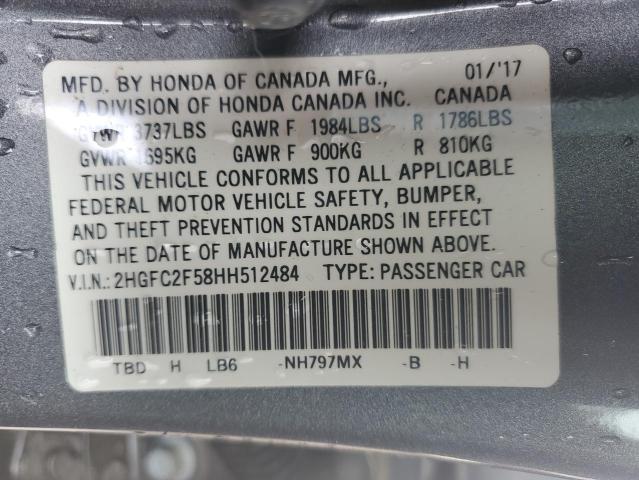 MFD. BY HONDA OF CANADA MFG., 01/'17
A DIVISION OF HONDA CANADA INC. CANADA
GVWR 3737LBS GAWR F 1984LBS R 1786LBS
GVWR 1695KG GAWR F 900KG R 810KG
THIS VEHICLE CONFORMS TO ALL APPLICABLE
FEDERAL MOTOR VEHICLE SAFETY, BUMPER,
AND THEFT PREVENTION STANDARDS IN EFFECT
ON THE DATE OF MANUFACTURE SHOWN ABOVE.
V.I.N.: 2HGFC2F58HH512484 TYPE: PASSENGER CAR
TBD H LB6 -NH797MX -B -H